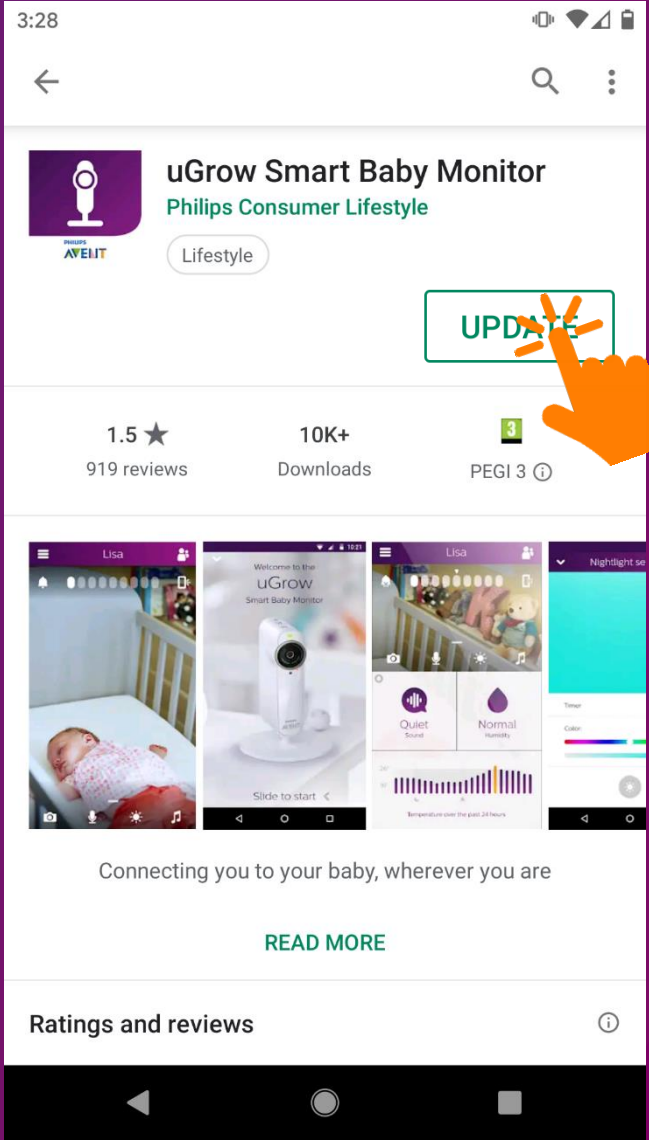 3:28
uGrow Smart Baby Monitor
Philips Consumer Lifestyle
PHILIPS
AVENT
Lifestyle
UPDATE
1.5 ★
10K+
3
919 reviews
Downloads
PEGI 3
Lisa
10:21
Welcome to the
uGrow
Smart Baby Monitor
Slide to start
Lisa
Quiet
Sound
Normal
Humidity
Temperature over the past 24 hours
Nightlight se
Timer
Color
Connecting you to your baby, wherever you are
READ MORE
Ratings and reviews